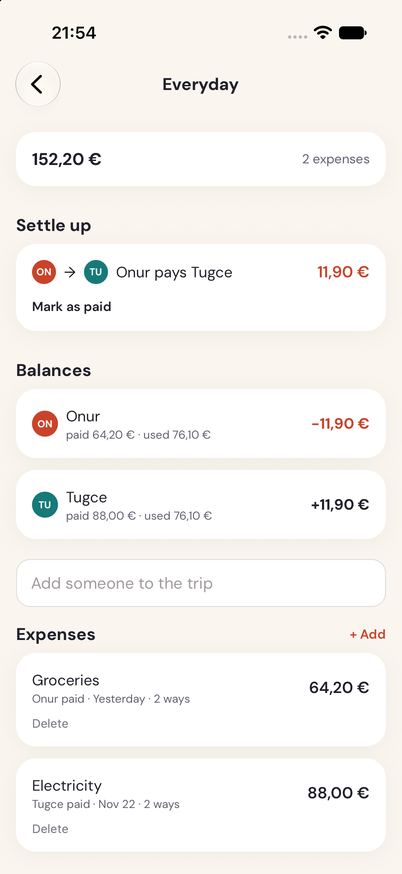 21:54
Everyday
152,20 € 2 expenses
Settle up
ON → TU Onur pays Tugce 11,90 €
Mark as paid
Balances
ON Onur -11,90 €
paid 64,20 € · used 76,10 €
TU Tugce +11,90 €
paid 88,00 € · used 76,10 €
Add someone to the trip
Expenses + Add
Groceries 64,20 €
Onur paid · Yesterday · 2 ways
Delete
Electricity 88,00 €
Tugce paid · Nov 22 · 2 ways
Delete